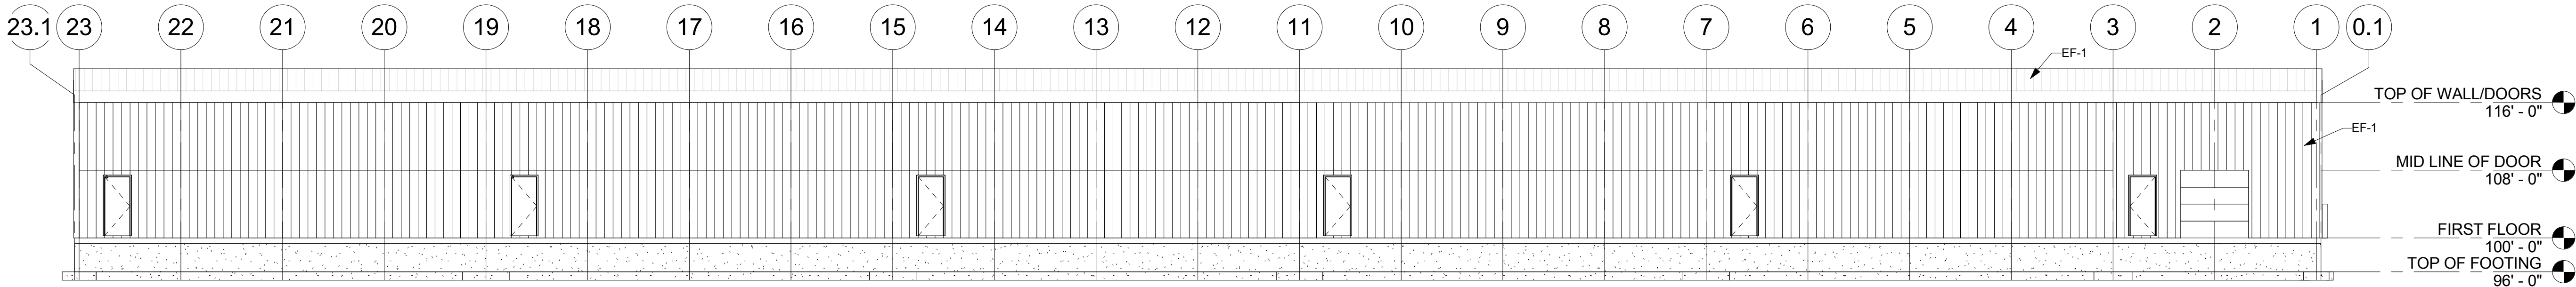 23.1 23 22 21 20 19 18 17 16 15 14 13 12 11 10 9 8 7 6 5 4 3 2 1 0.1
EF-1
TOP OF WALL/DOORS
116' - 0"
EF-1
MID LINE OF DOOR
108' - 0"
FIRST FLOOR
100' - 0"
TOP OF FOOTING
96' - 0"